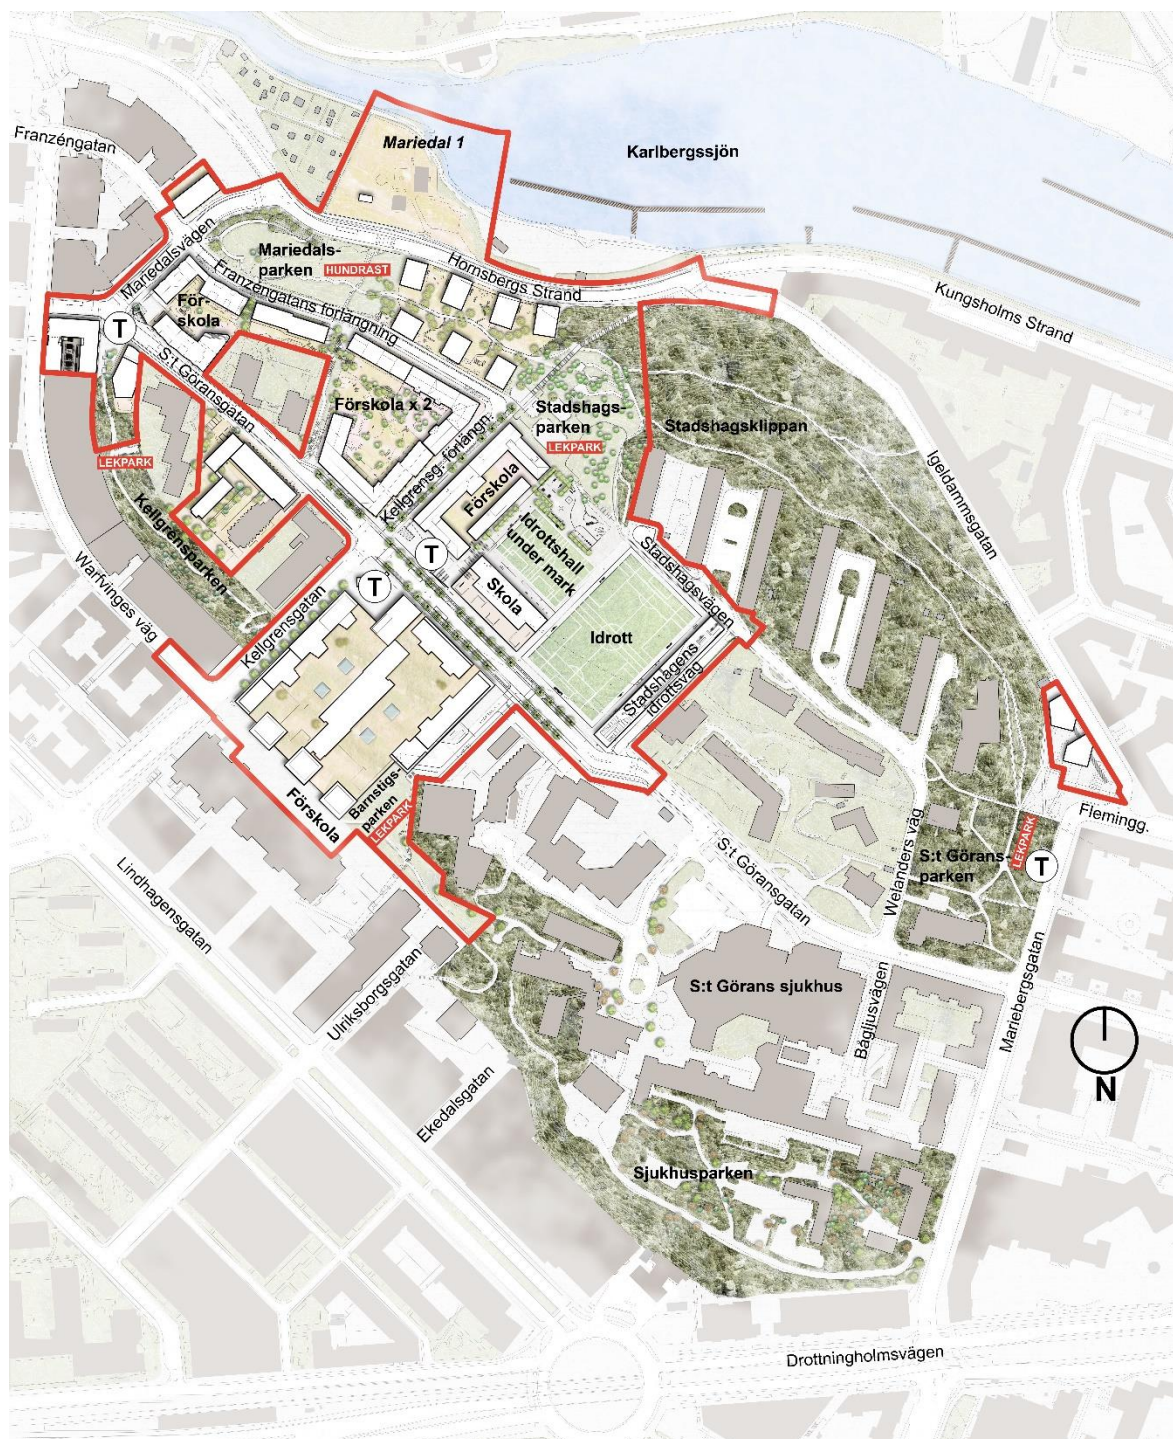 Franzéngatan
Mariedal 1
Karlbergssjön
Mariedalsvägen
Mariedals-
parken
HUNDRAST
Hornsbergs Strand
Kungsholms Strand
Franzengatans förlängning
För-
skola
T
S:t Göransgatan
Förskola x 2
Stadshags-
parken
LEKPARK
Stadshagsklippan
Igeldammsgatan
LEKPARK
Kellgrensparken
Kellgrensg. förlängn
Förskola
Idrottshall
under mark
Stadshagsvägen
T
T
Skola
Warfvinges väg
Kellgrensgatan
Idrott
Stadshagens
idrottsväg
Förskola
Barnstigs-
parken
LEKPARK
Flemingg.
S:t Görans-
parken
LEKPARK
T
Welanders väg
S:t Göransgatan
Lindhagensgatan
Ulriksborgsgatan
S:t Görans sjukhus
Bågljusvägen
Mariebergsgatan
Ekedalsgatan
N
Sjukhusparken
Drottningholmsvägen